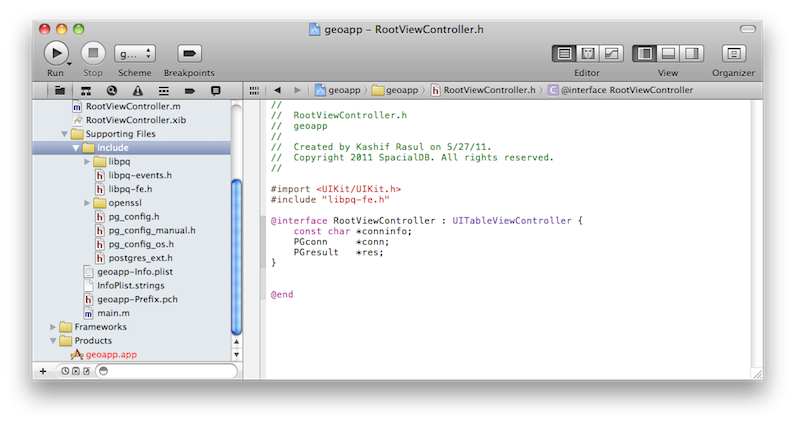 geoapp – RootViewController.h
g...
Run
Stop
Scheme
Breakpoints
Editor
View
Organizer
geoapp
geoapp
RootViewController.h
C @interface RootViewController
m RootViewController.m
RootViewController.xib
Supporting Files
include
libpq
h libpq-events.h
h libpq-fe.h
openssl
h pg_config.h
h pg_config_manual.h
h pg_config_os.h
h postgres_ext.h
geoapp-Info.plist
InfoPlist.strings
h geoapp-Prefix.pch
m main.m
Frameworks
Products
geoapp.app
//
// RootViewController.h
// geoapp
//
// Created by Kashif Rasul on 5/27/11.
// Copyright 2011 SpacialDB. All rights reserved.
//
#import <UIKit/UIKit.h>
#include "libpq-fe.h"
@interface RootViewController : UITableViewController {
const char *conninfo;
PGconn *conn;
PGresult *res;
}
@end